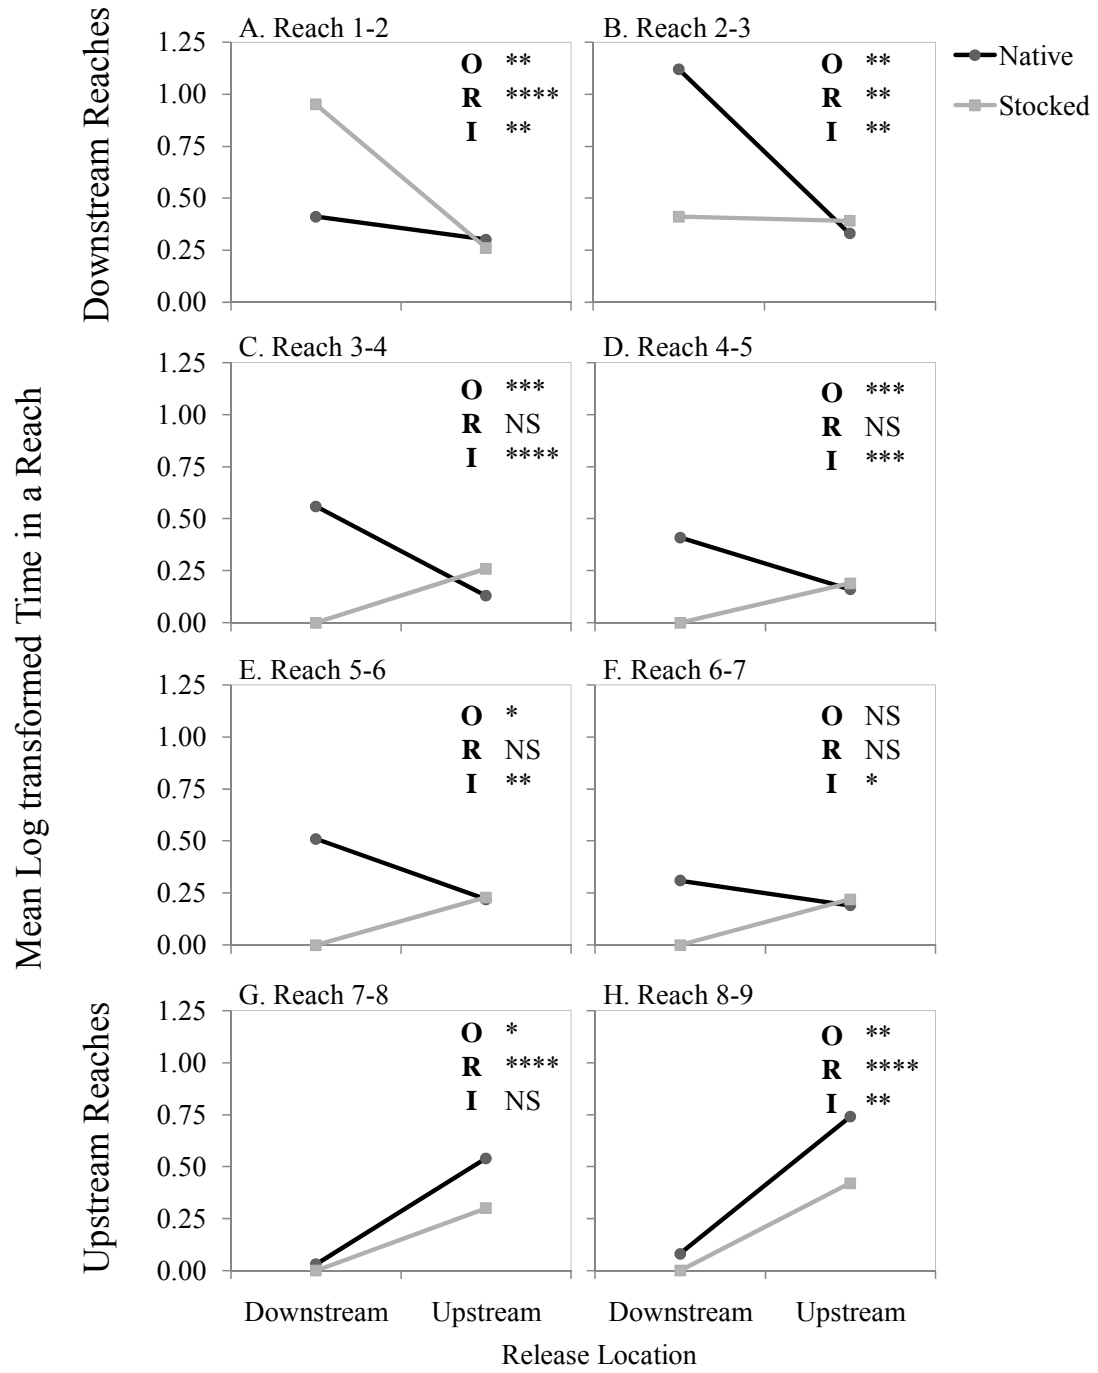 A. Reach 1-2
B. Reach 2-3
Native
Stocked
Downstream Reaches
1.25
1.00
0.75
0.50
0.25
0.00
O **
R ****
I **
O **
R **
I **
Mean Log transformed Time in a Reach
C. Reach 3-4
D. Reach 4-5
1.25
1.00
0.75
0.50
0.25
0.00
O ***
R NS
I ****
O ***
R NS
I ***
E. Reach 5-6
F. Reach 6-7
1.25
1.00
0.75
0.50
0.25
0.00
O *
R NS
I **
O NS
R NS
I *
Upstream Reaches
G. Reach 7-8
H. Reach 8-9
1.25
1.00
0.75
0.50
0.25
0.00
O *
R ****
I NS
O **
R ****
I **
Downstream Upstream
Downstream Upstream
Release Location